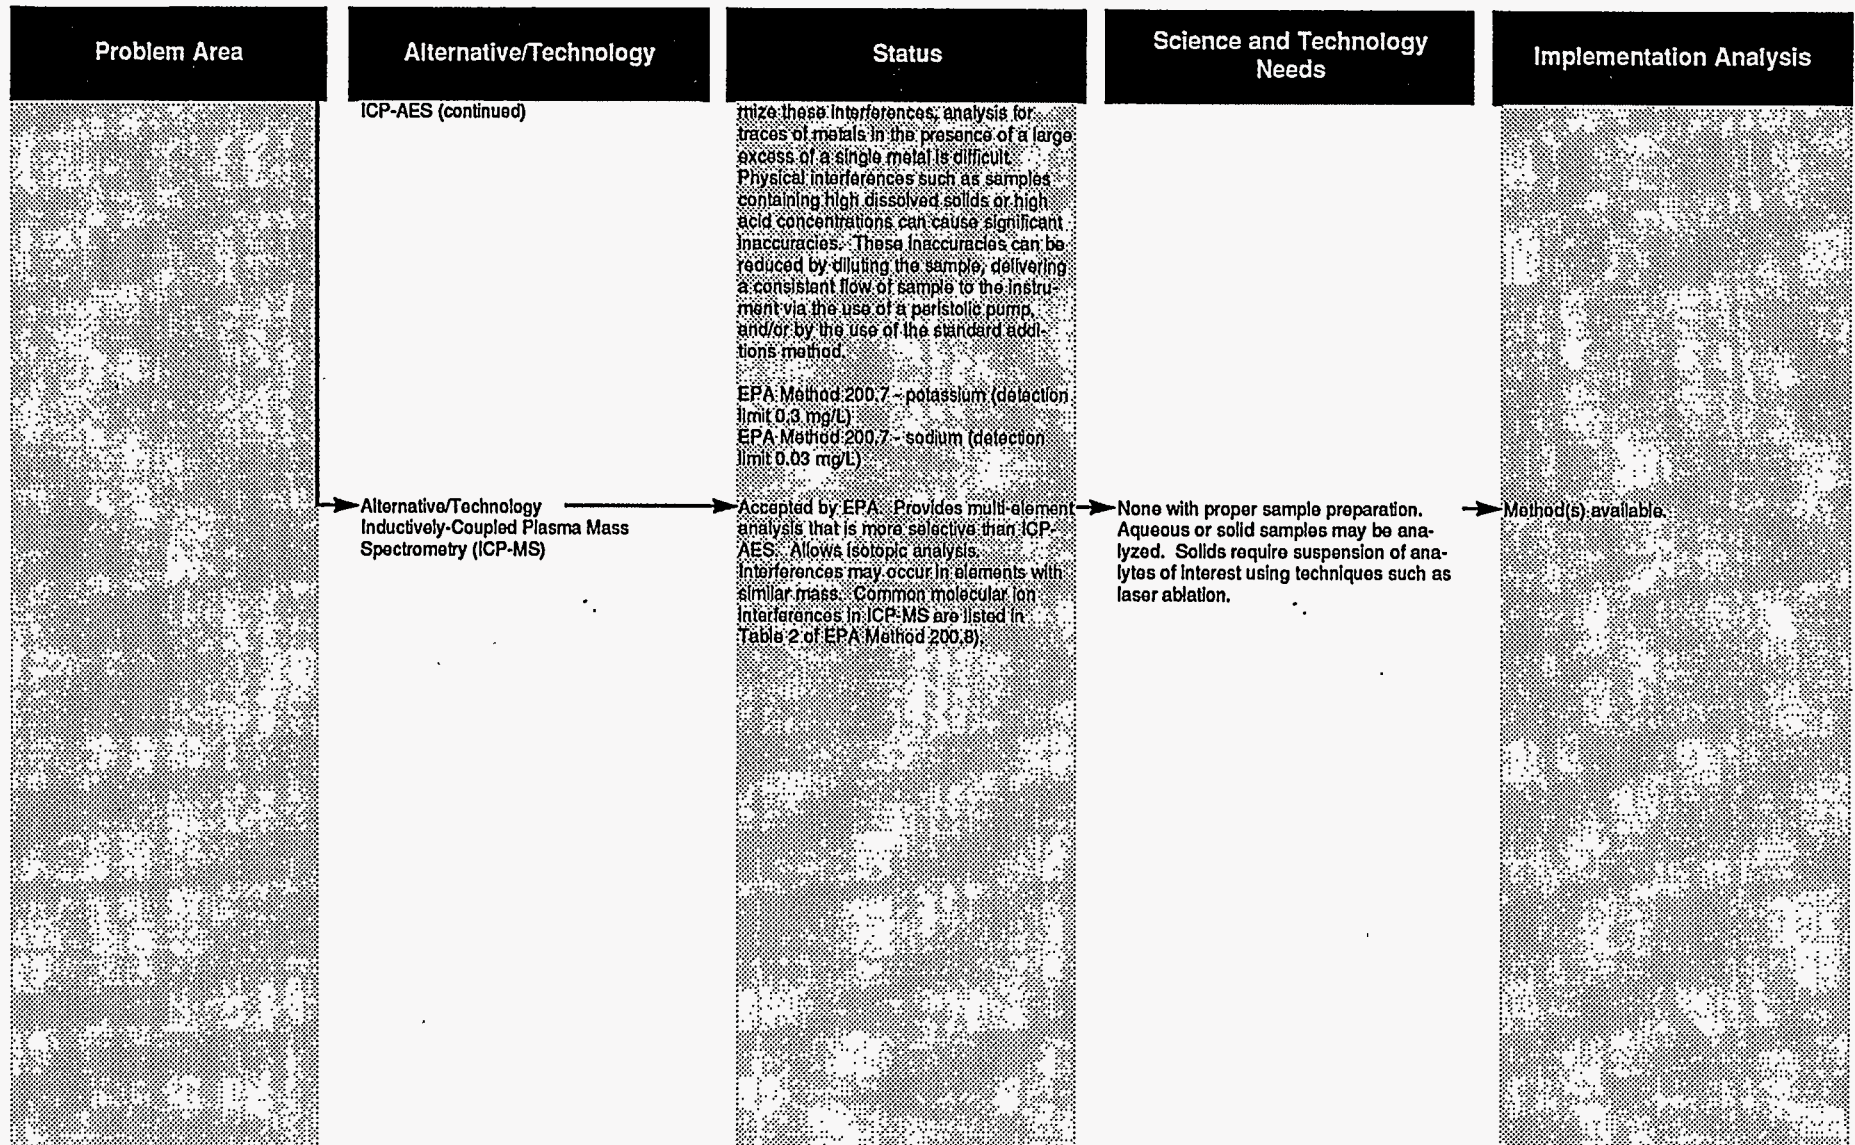 Problem Area
Alternative/Technology
Status
Science and Technology
Needs
Implementation Analysis
ICP-AES (continued)
mize these interferences, analysis for
traces of metals in the presence of a large
excess of a single metal is difficult.
Physical interferences such as samples
containing high dissolved solids or high
acid concentrations can cause significant
inaccuracies. These inaccuracies can be
reduced by diluting the sample, delivering
a consistent flow of sample to the instru-
ment via the use of a peristolic pump,
and/or by the use of the standard addi-
tions method.
EPA Method 200.7 - potassium (detection
limit 0.3 mg/L)
EPA Method 200.7 - sodium (detection
limit 0.03 mg/L)
Alternative/Technology
Inductively-Coupled Plasma Mass
Spectrometry (ICP-MS)
Accepted by EPA. Provides multi-element
analysis that is more selective than ICP-
AES. Allows isotopic analysis.
Interferences may occur in elements with
similar mass. Common molecular ion
interferences in ICP-MS are listed in
Table 2 of EPA Method 200.8).
None with proper sample preparation.
Aqueous or solid samples may be ana-
lyzed. Solids require suspension of ana-
lytes of interest using techniques such as
laser ablation.
Method(s) available.